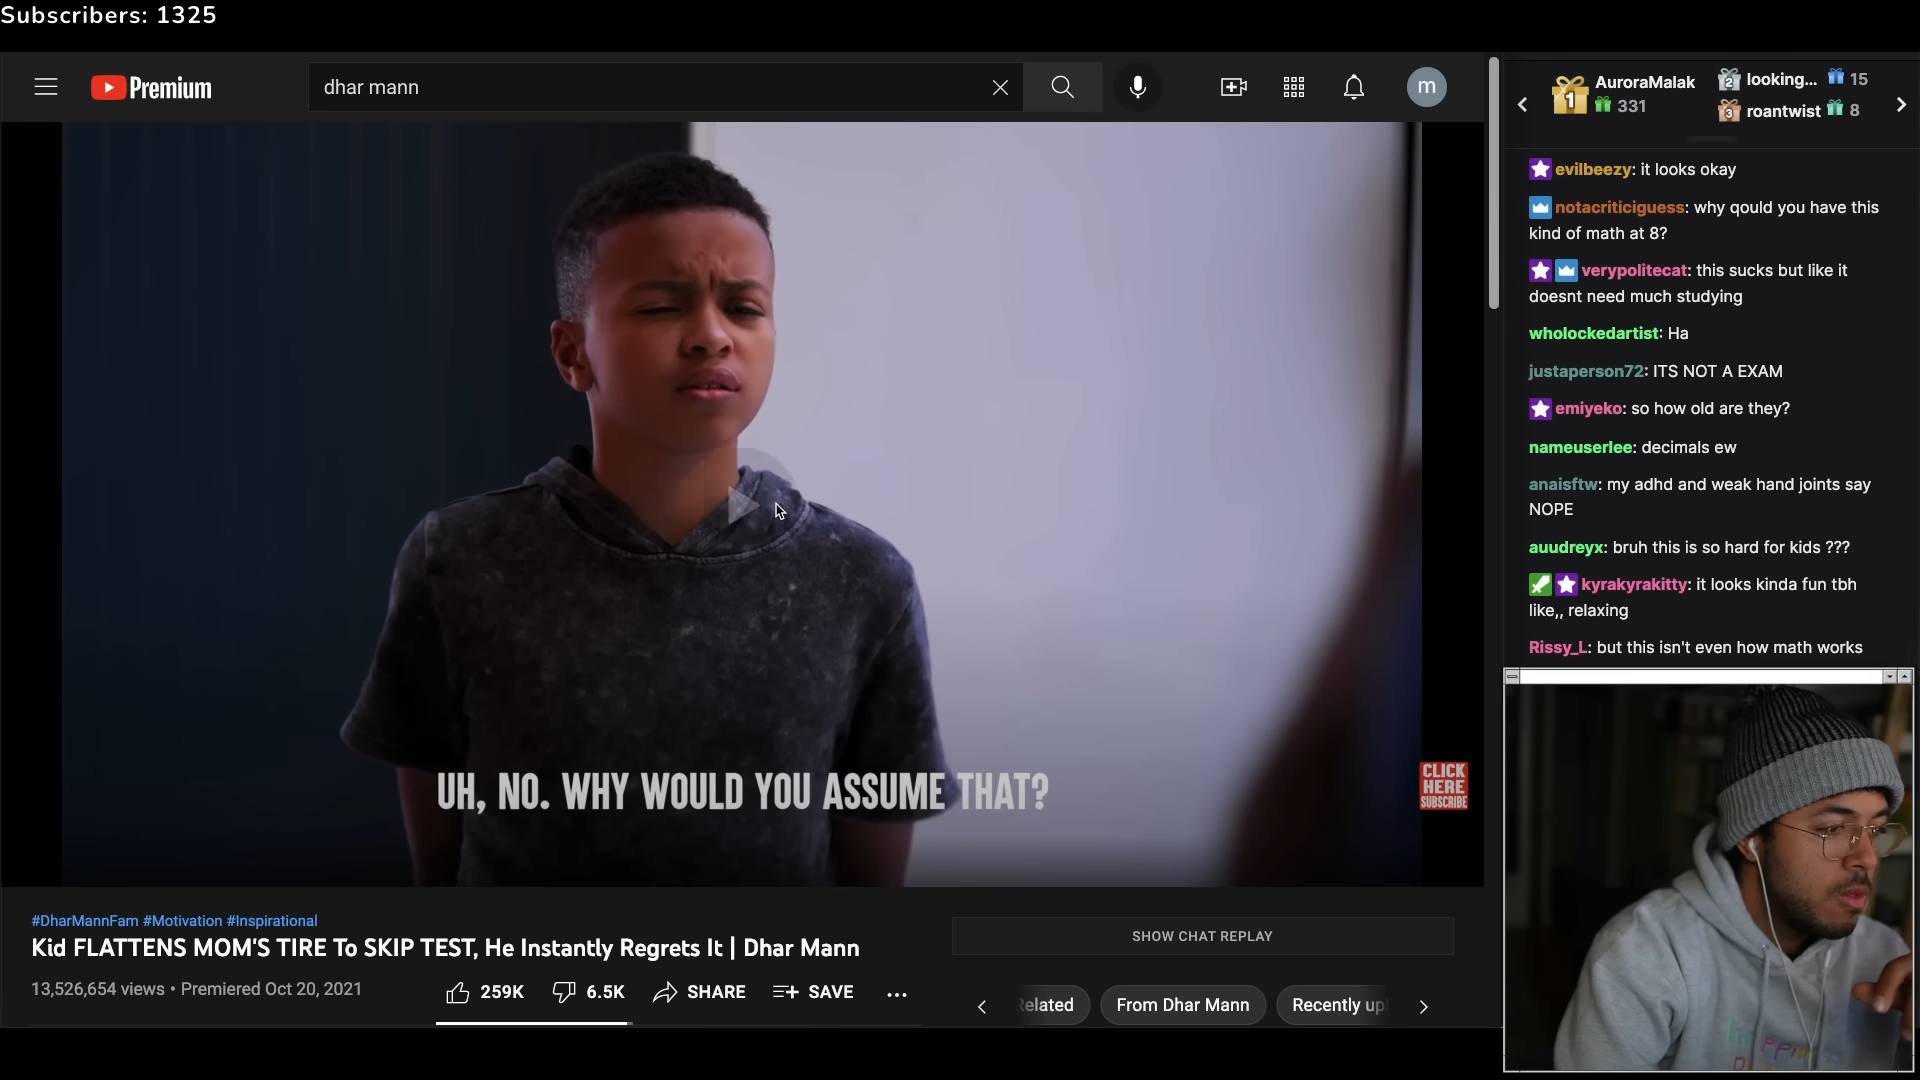 Subscribers: 1325
Premium
dhar mann
m
1
AuroraMalak
331
2
looking...
15
3
roantwist
8
evilbeezy: it looks okay
notacriticiguess: why qould you have this
kind of math at 8?
verypolitecat: this sucks but like it
doesnt need much studying
wholockedartist: Ha
justaperson72: ITS NOT A EXAM
emiyeko: so how old are they?
nameuserlee: decimals ew
anaisftw: my adhd and weak hand joints say
NOPE
auudreyx: bruh this is so hard for kids ???
kyrakyrakitty: it looks kinda fun tbh
like,, relaxing
Rissy_L: but this isn't even how math works
UH, NO. WHY WOULD YOU ASSUME THAT?
CLICK
HERE
SUBSCRIBE
#DharMannFam #Motivation #Inspirational
Kid FLATTENS MOM'S TIRE To SKIP TEST, He Instantly Regrets It | Dhar Mann
13,526,654 views • Premiered Oct 20, 2021
259K
6.5K
SHARE
SAVE
SHOW CHAT REPLAY
elated
From Dhar Mann
Recently up